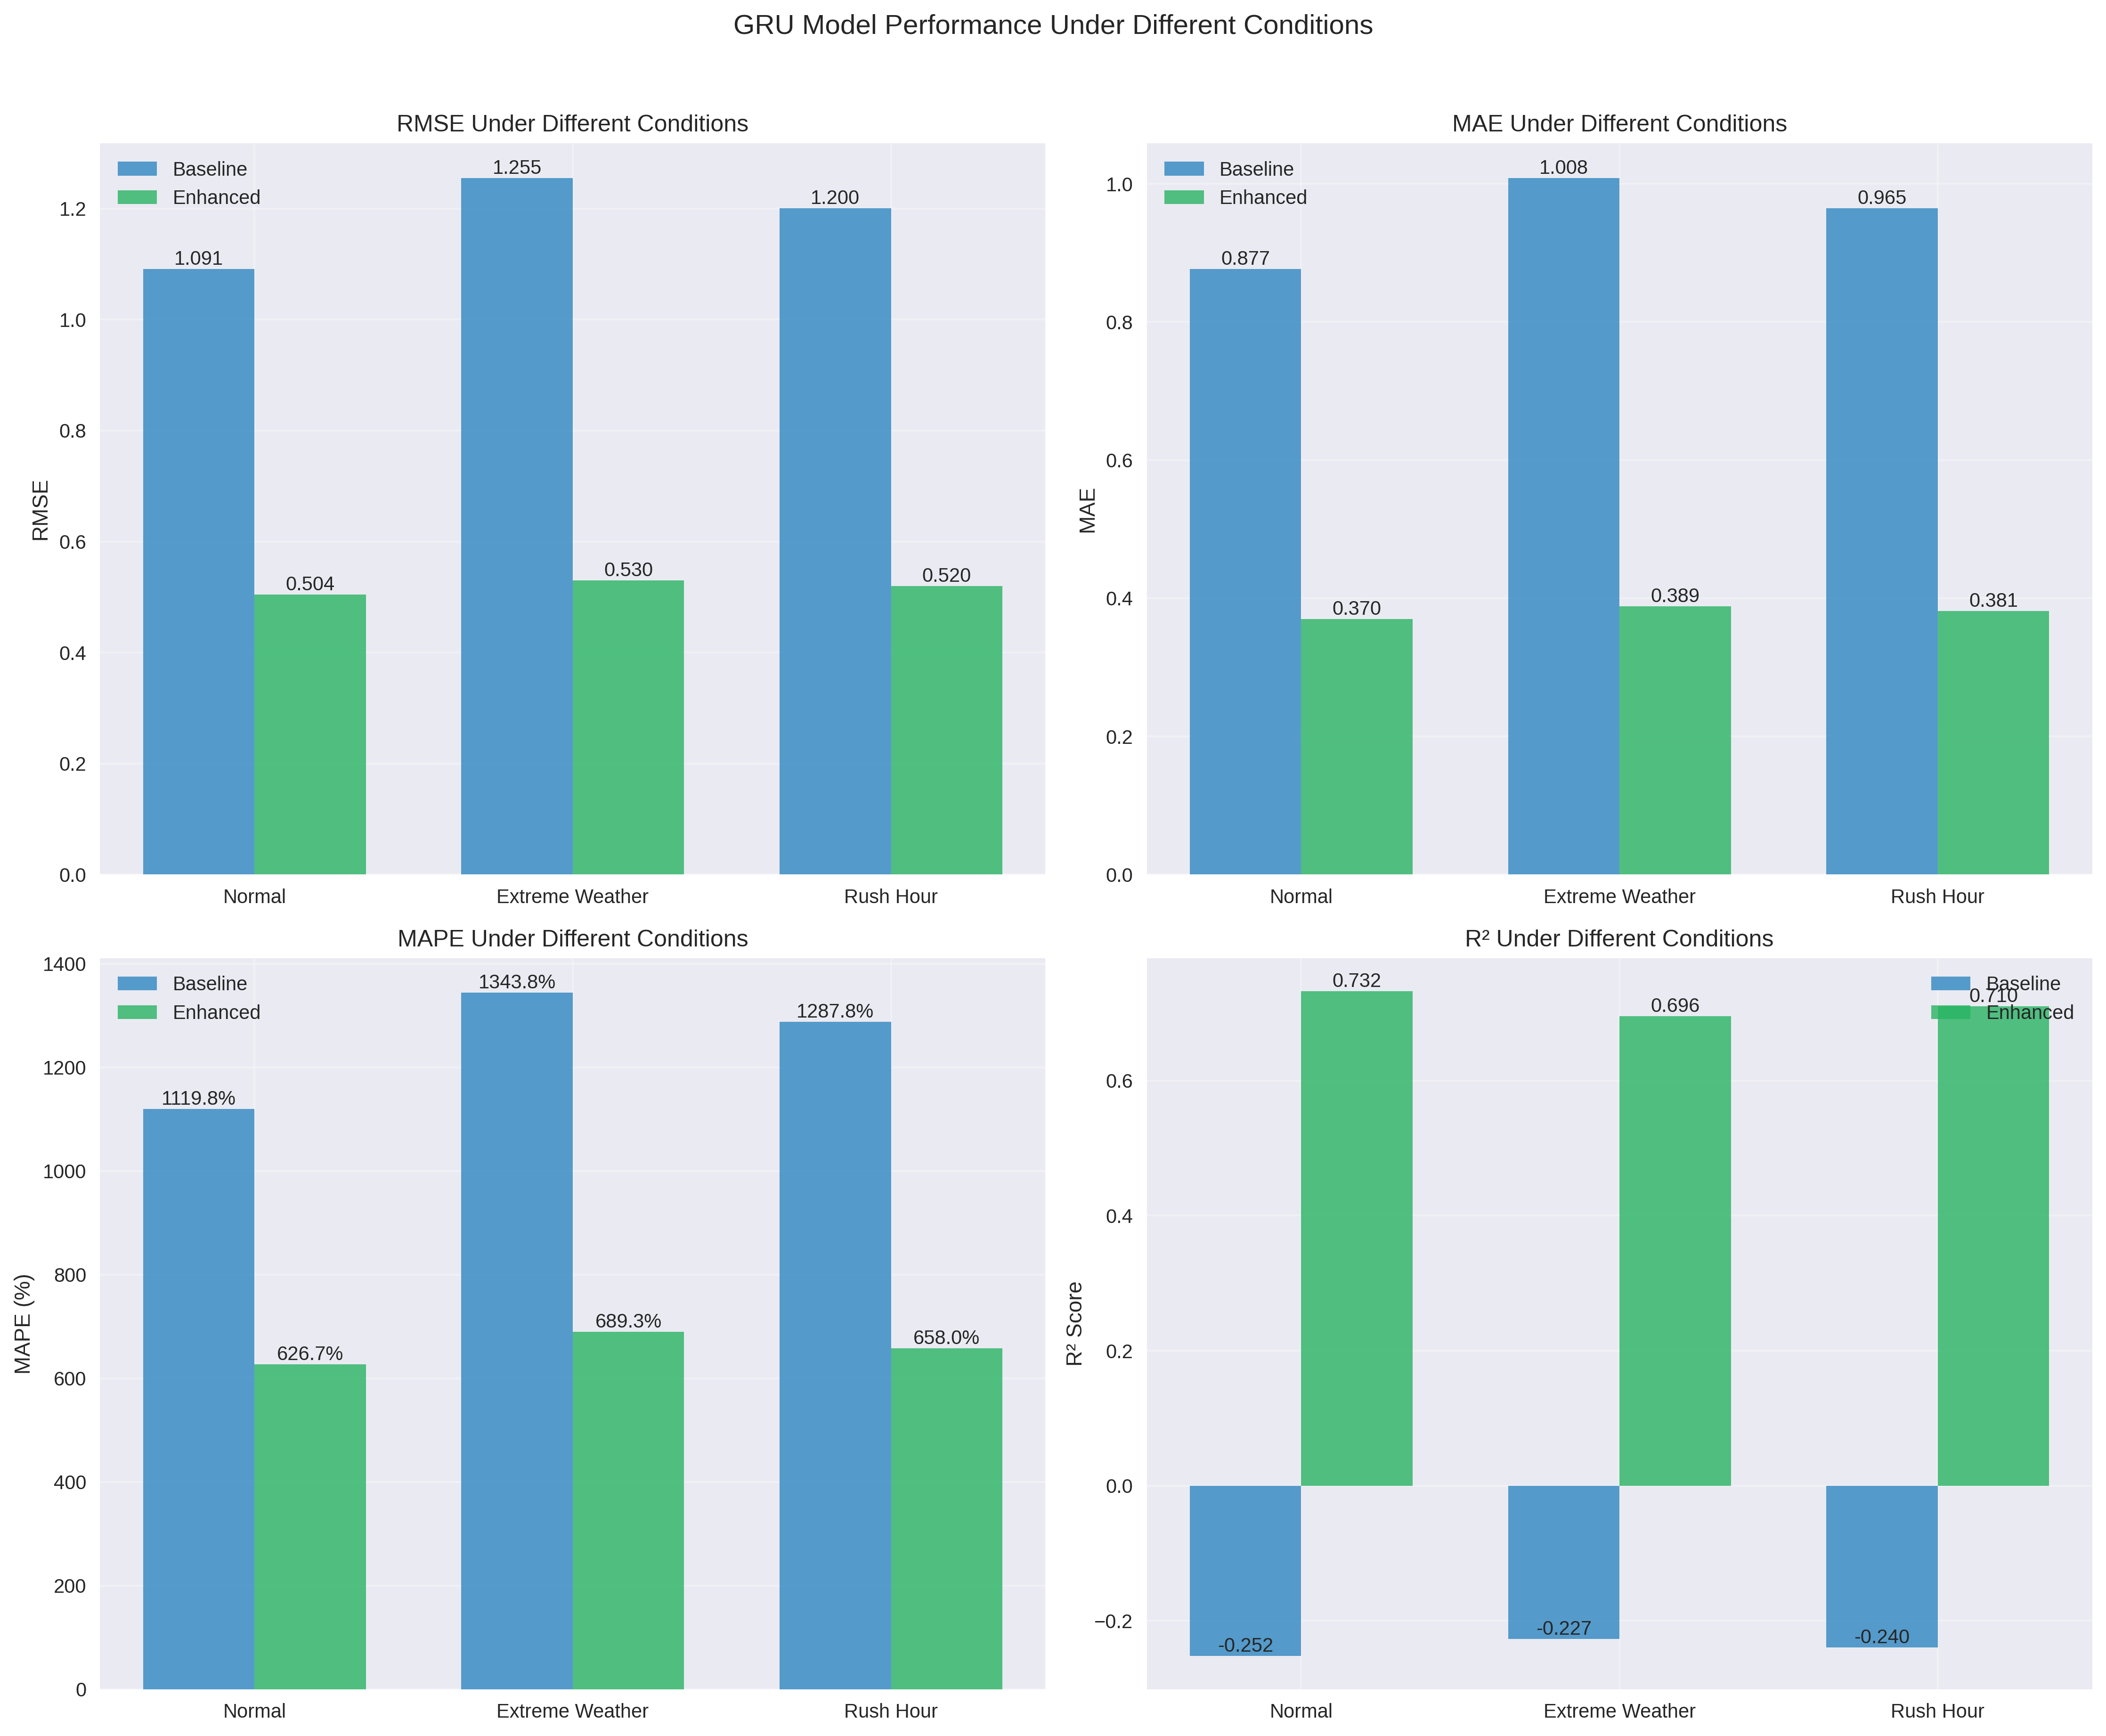 GRU Model Performance Under Different Conditions
RMSE Under Different Conditions
Baseline
Enhanced
1.091
0.504
1.255
0.530
1.200
0.520
1.2
1.0
0.8
0.6
0.4
0.2
0.0
RMSE
Normal
Extreme Weather
Rush Hour
MAE Under Different Conditions
Baseline
Enhanced
0.877
0.370
1.008
0.389
0.965
0.381
1.0
0.8
0.6
0.4
0.2
0.0
MAE
Normal
Extreme Weather
Rush Hour
MAPE Under Different Conditions
Baseline
Enhanced
1119.8%
626.7%
1343.8%
689.3%
1287.8%
658.0%
1400
1200
1000
800
600
400
200
0
MAPE (%)
Normal
Extreme Weather
Rush Hour
R² Under Different Conditions
Baseline
Enhanced
0.732
0.696
0.710
-0.252
-0.227
-0.240
0.6
0.4
0.2
0.0
−0.2
R² Score
Normal
Extreme Weather
Rush Hour